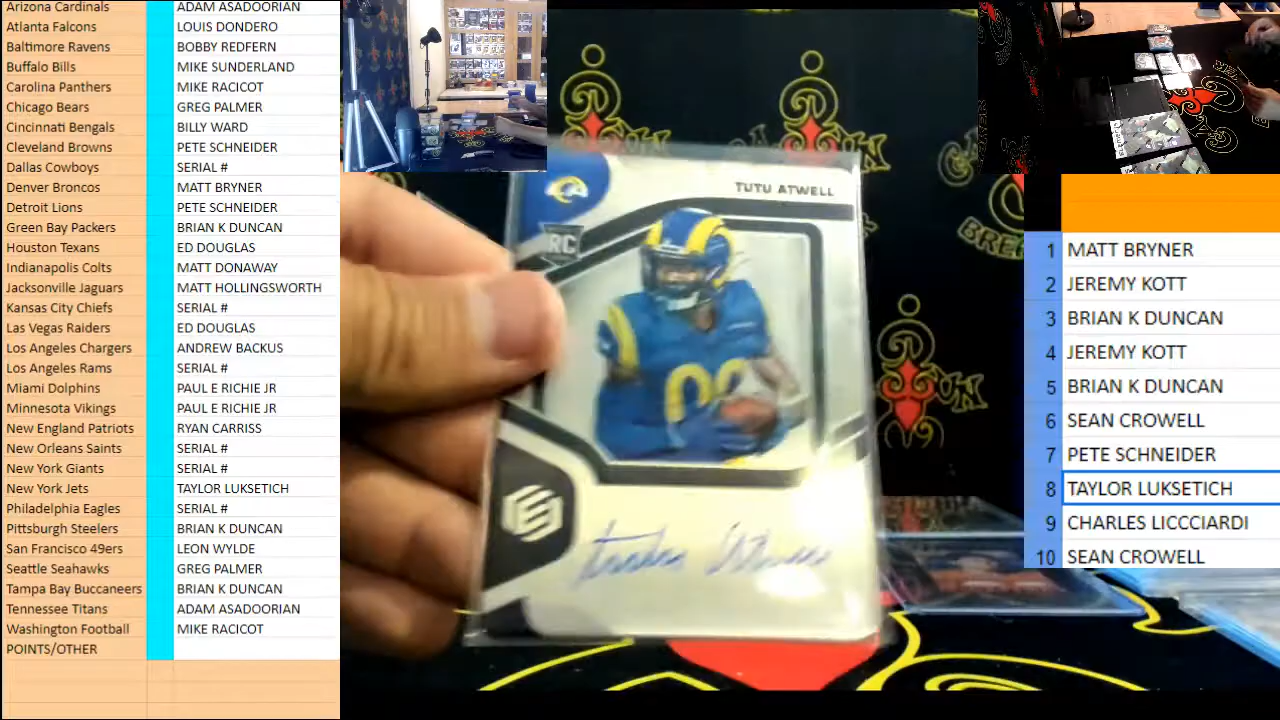 Arizona Cardinals ADAM ASADOORIAN
Atlanta Falcons LOUIS DONDERO
Baltimore Ravens BOBBY REDFERN
Buffalo Bills MIKE SUNDERLAND
Carolina Panthers MIKE RACICOT
Chicago Bears GREG PALMER
Cincinnati Bengals BILLY WARD
Cleveland Browns PETE SCHNEIDER
Dallas Cowboys SERIAL #
Denver Broncos MATT BRYNER
Detroit Lions PETE SCHNEIDER
Green Bay Packers BRIAN K DUNCAN
Houston Texans ED DOUGLAS
Indianapolis Colts MATT DONAWAY
Jacksonville Jaguars MATT HOLLINGSWORTH
Kansas City Chiefs SERIAL #
Las Vegas Raiders ED DOUGLAS
Los Angeles Chargers ANDREW BACKUS
Los Angeles Rams SERIAL #
Miami Dolphins PAUL E RICHIE JR
Minnesota Vikings PAUL E RICHIE JR
New England Patriots RYAN CARRISS
New Orleans Saints SERIAL #
New York Giants SERIAL #
New York Jets TAYLOR LUKSETICH
Philadelphia Eagles SERIAL #
Pittsburgh Steelers BRIAN K DUNCAN
San Francisco 49ers LEON WYLDE
Seattle Seahawks GREG PALMER
Tampa Bay Buccaneers BRIAN K DUNCAN
Tennessee Titans ADAM ASADOORIAN
Washington Football MIKE RACICOT
POINTS/OTHER
TUTU ATWELL
RC
1 MATT BRYNER
2 JEREMY KOTT
3 BRIAN K DUNCAN
4 JEREMY KOTT
5 BRIAN K DUNCAN
6 SEAN CROWELL
7 PETE SCHNEIDER
8 TAYLOR LUKSETICH
9 CHARLES LICCCIARDI
10 SEAN CROWELL